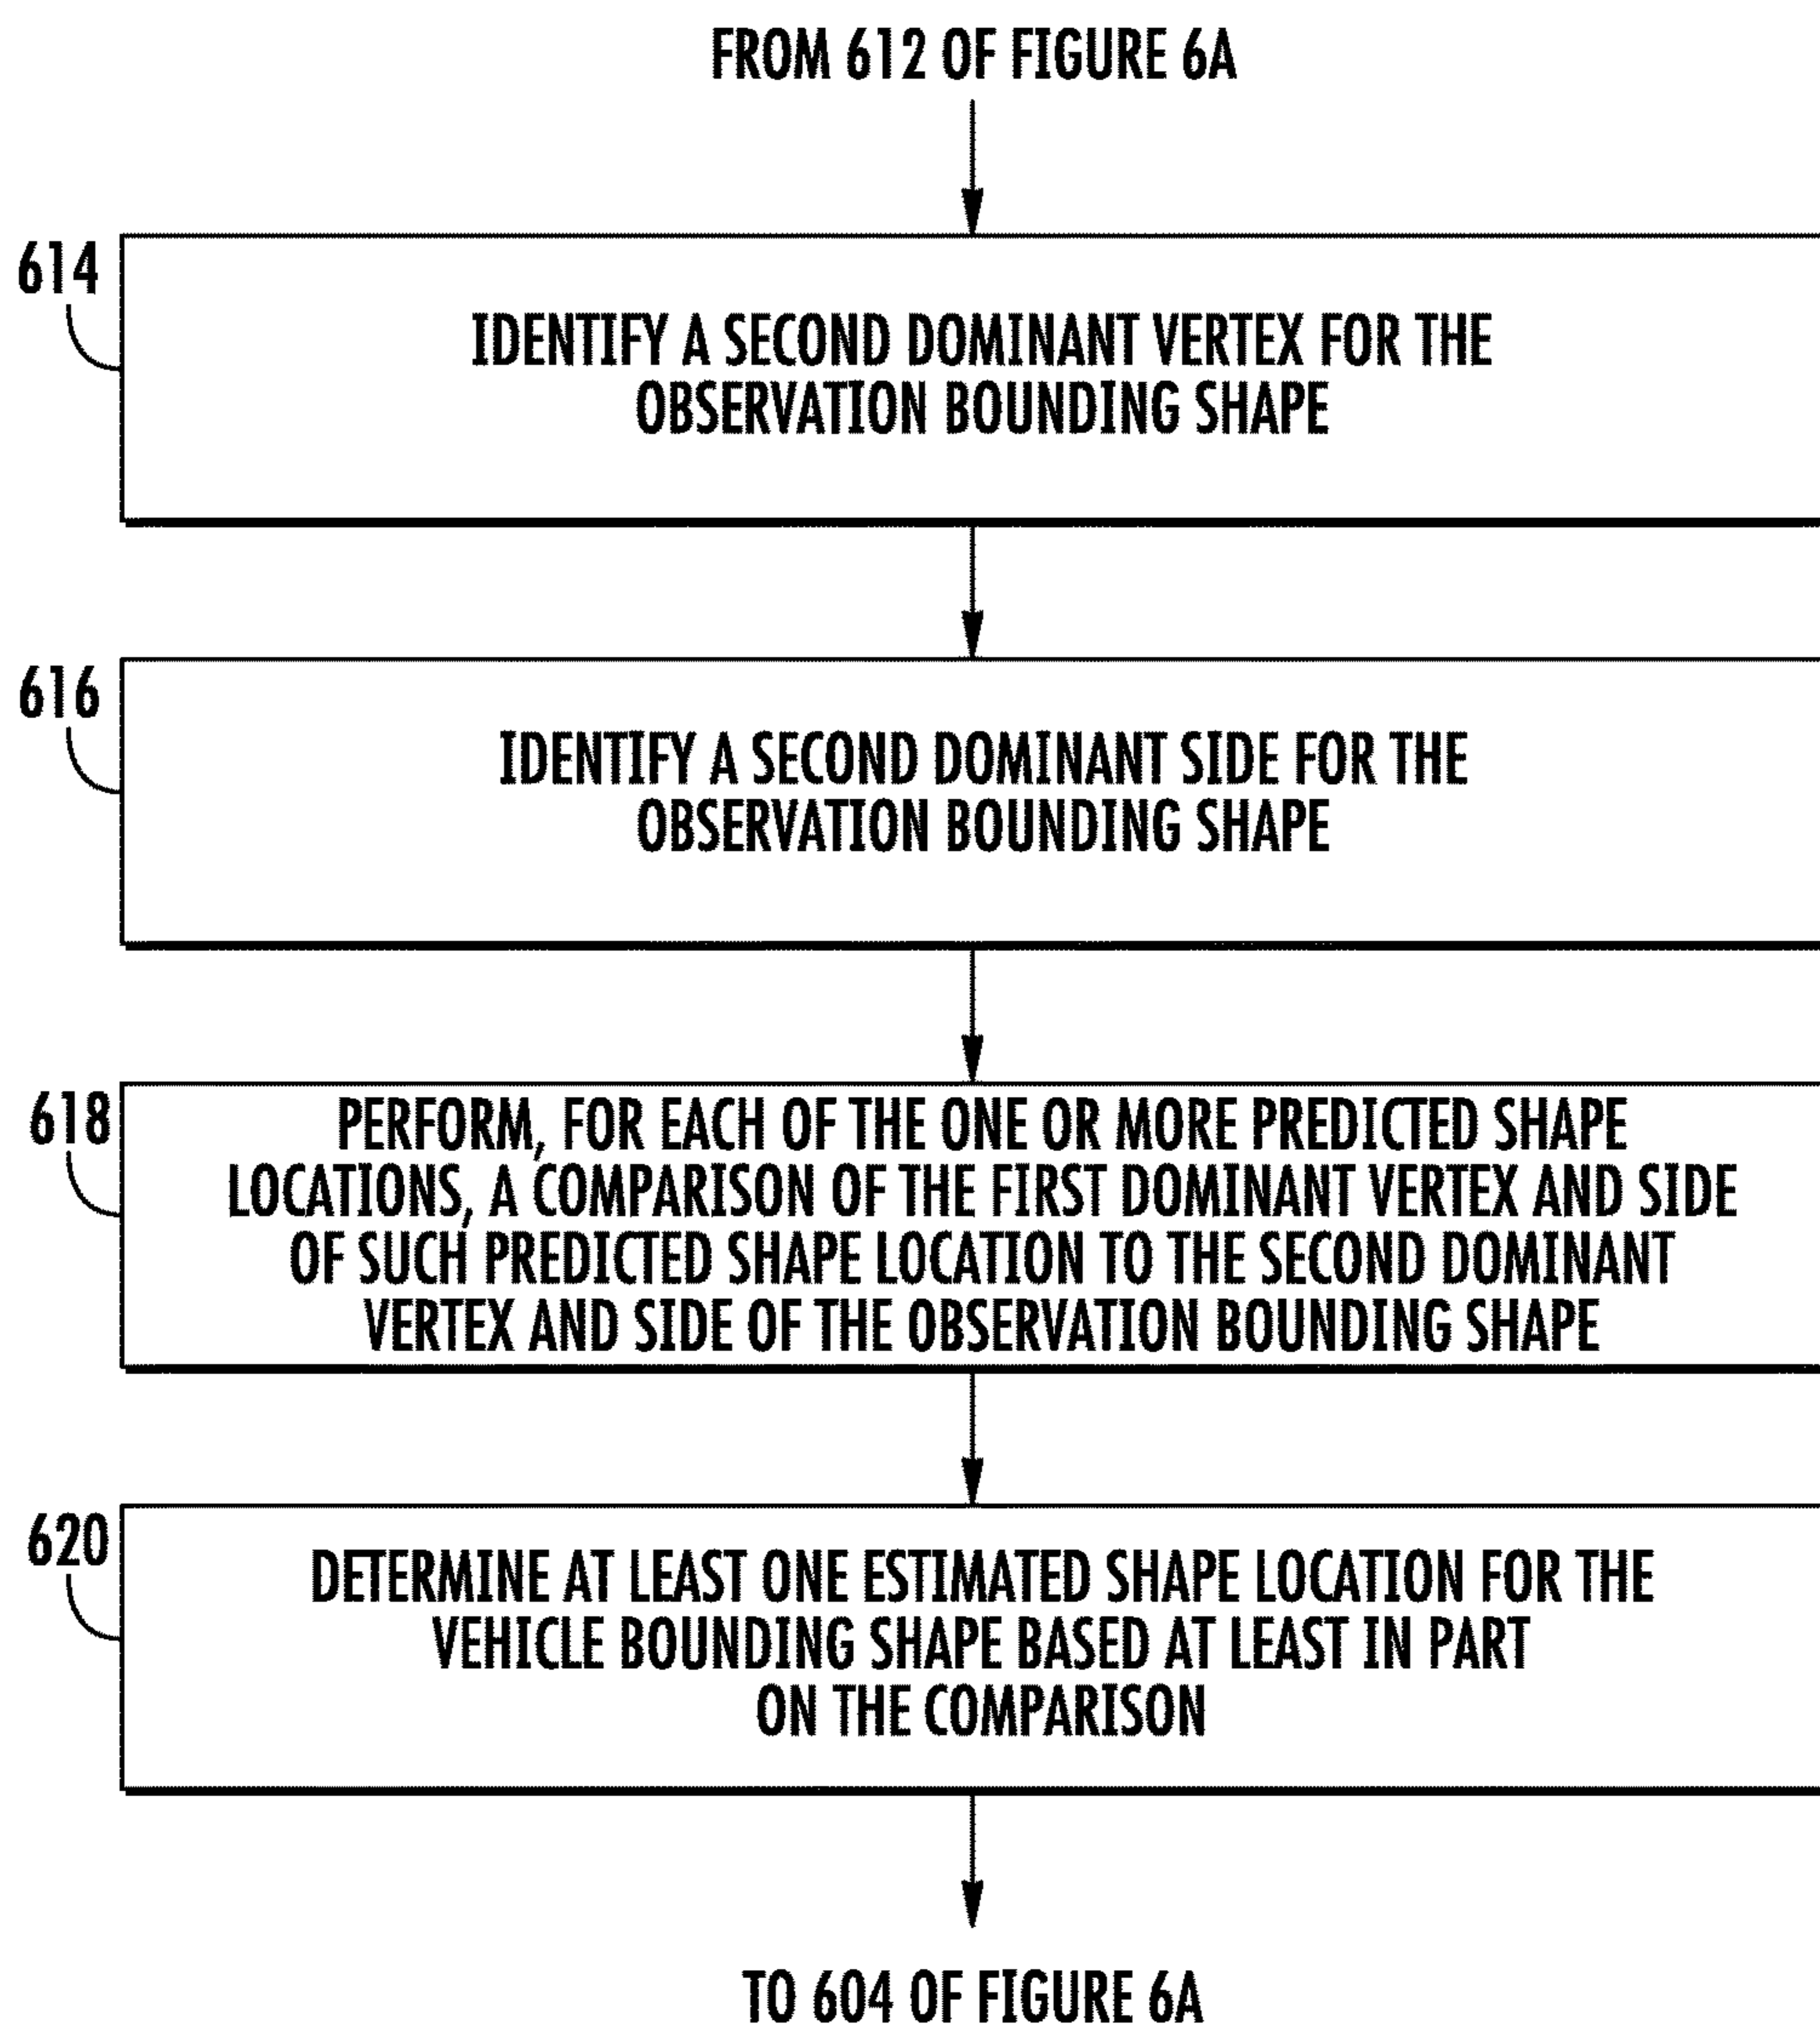 FROM 612 OF FIGURE 6A
614
IDENTIFY A SECOND DOMINANT VERTEX FOR THE
OBSERVATION BOUNDING SHAPE
616
IDENTIFY A SECOND DOMINANT SIDE FOR THE
OBSERVATION BOUNDING SHAPE
618
PERFORM, FOR EACH OF THE ONE OR MORE PREDICTED SHAPE
LOCATIONS, A COMPARISON OF THE FIRST DOMINANT VERTEX AND SIDE
OF SUCH PREDICTED SHAPE LOCATION TO THE SECOND DOMINANT
VERTEX AND SIDE OF THE OBSERVATION BOUNDING SHAPE
620
DETERMINE AT LEAST ONE ESTIMATED SHAPE LOCATION FOR THE
VEHICLE BOUNDING SHAPE BASED AT LEAST IN PART
ON THE COMPARISON
TO 604 OF FIGURE 6A